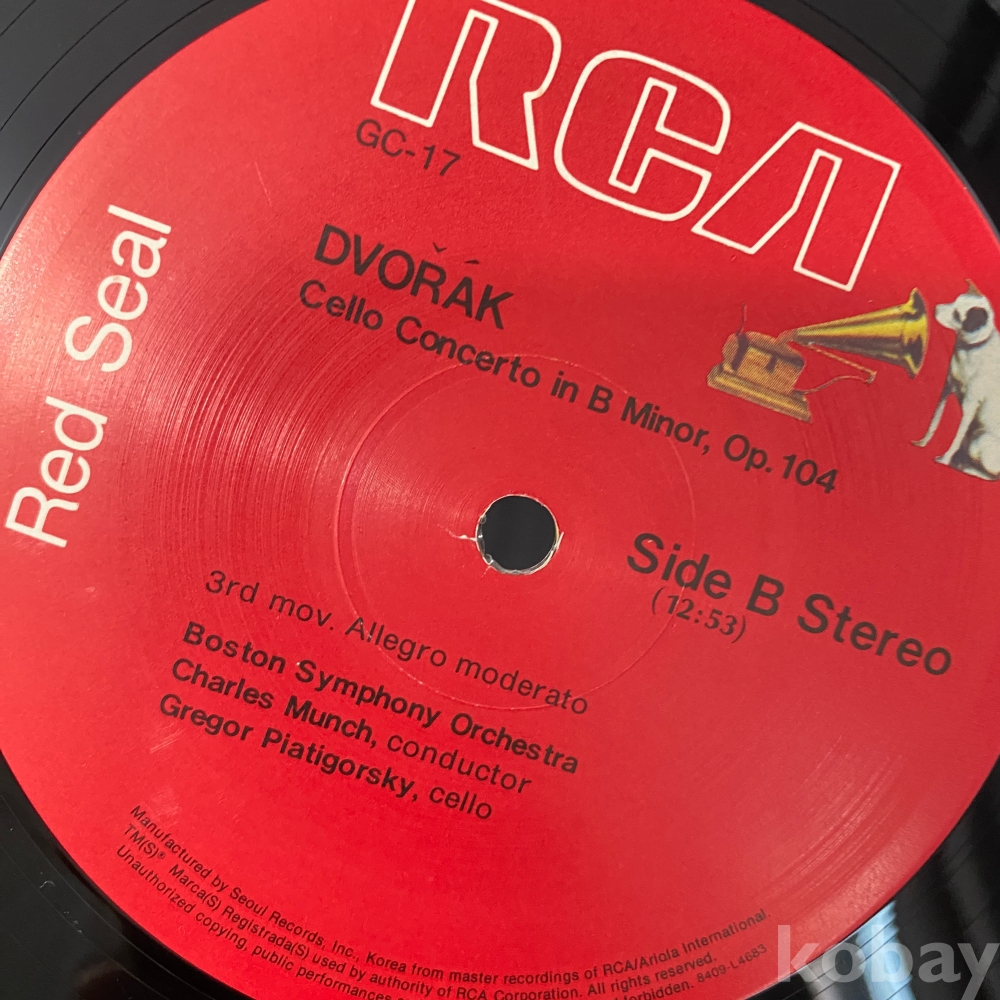 RCA
GC-17
Red Seal
DVOŘÁK
Cello Concerto in B Minor, Op. 104
Side B Stereo
(12:53)
3rd mov. Allegro moderato
Boston Symphony Orchestra
Charles Munch, conductor
Gregor Piatigorsky, cello
Manufactured by Seoul Records, Inc., Korea from master recordings of RCA/Ariola International.
TM(S)® Marca(S) Registrada(S) used by authority of RCA Corporation. All rights reserved.
Unauthorized copying, public performances forbidden. 8409-L4683
kobay